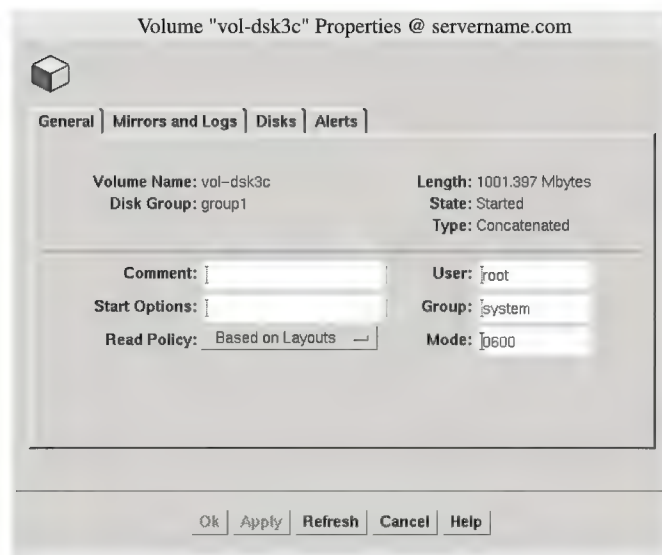 Volume "vol-dsk3c" Properties @ servername.com
General Mirrors and Logs Disks Alerts
Volume Name: vol-dsk3c Length: 1001.397 Mbytes
Disk Group: group1 State: Started
Type: Concatenated
Comment: User: root
Start Options: Group: system
Read Policy: Based on Layouts Mode: 0600
Ok Apply Refresh Cancel Help